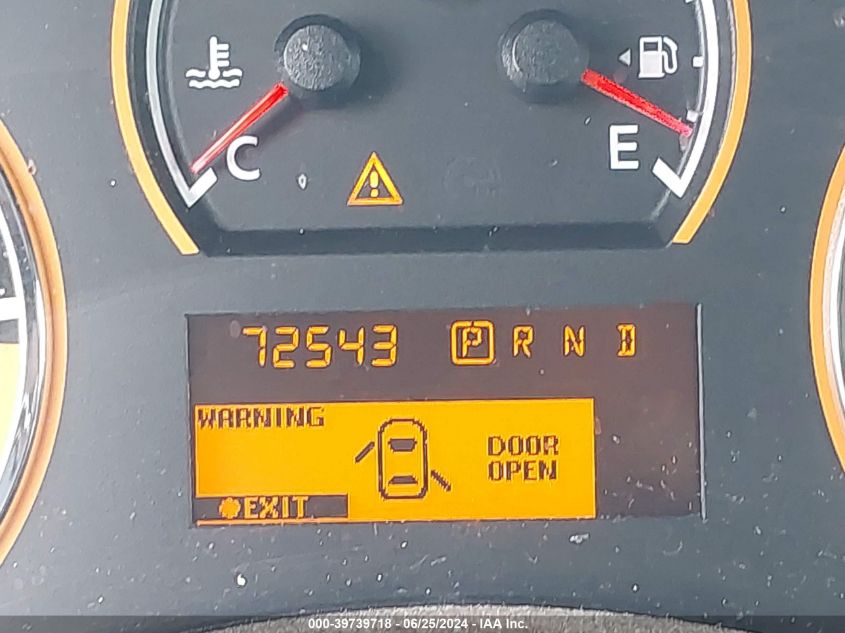 C
E
72543 P R N D
WARNING
DOOR
OPEN
EXIT
000-39739718 - 06/25/2024 - IAA Inc.